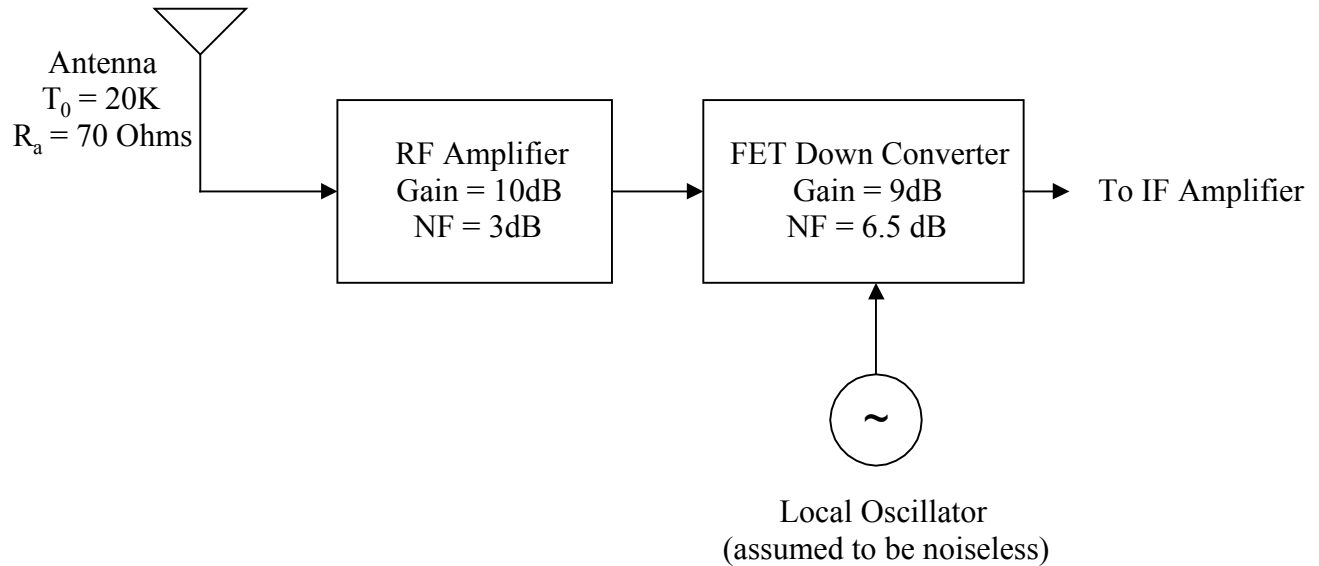 Antenna
T₀ = 20K
Rₐ = 70 Ohms
RF Amplifier
Gain = 10dB
NF = 3dB
FET Down Converter
Gain = 9dB
NF = 6.5 dB
To IF Amplifier
~
Local Oscillator
(assumed to be noiseless)